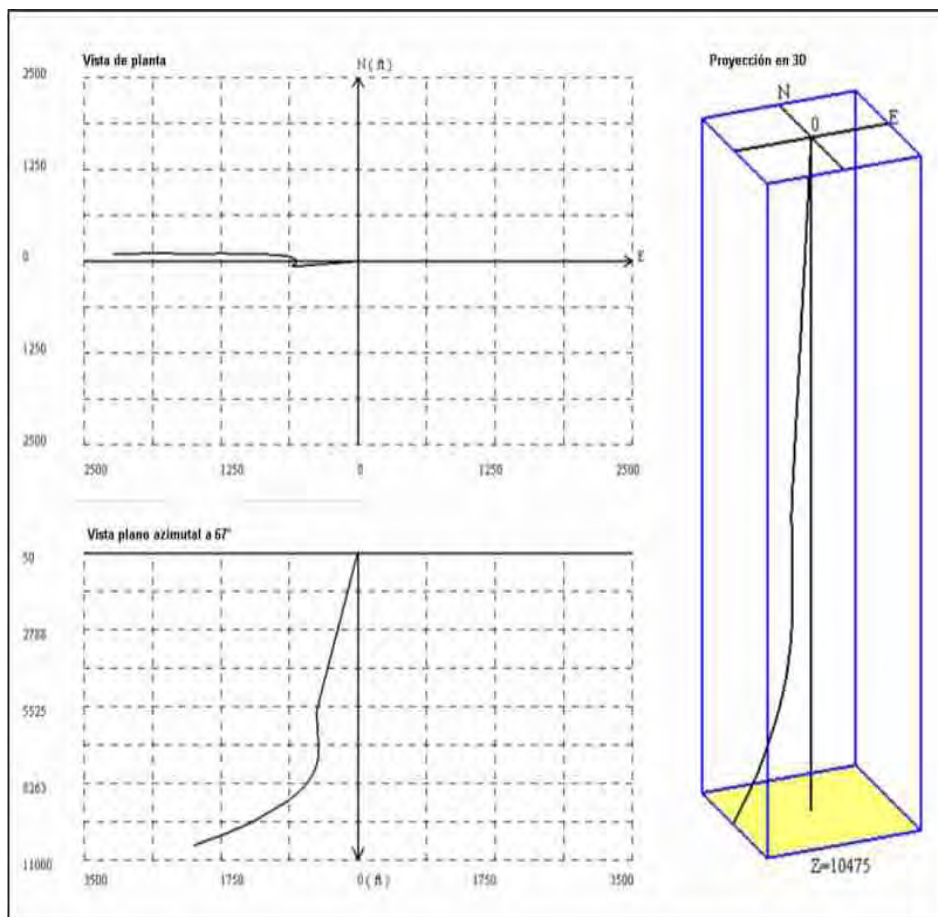 Vista de planta
N ( ft )
2500
1250
0
E
1250
2500
2500
1250
0
1250
2500
Vista plano azimutal a 67°
50
2788
5525
8263
11000
3500
1750
0 ( ft )
1750
3500
Proyección en 3D
N
E
0
Z=10475